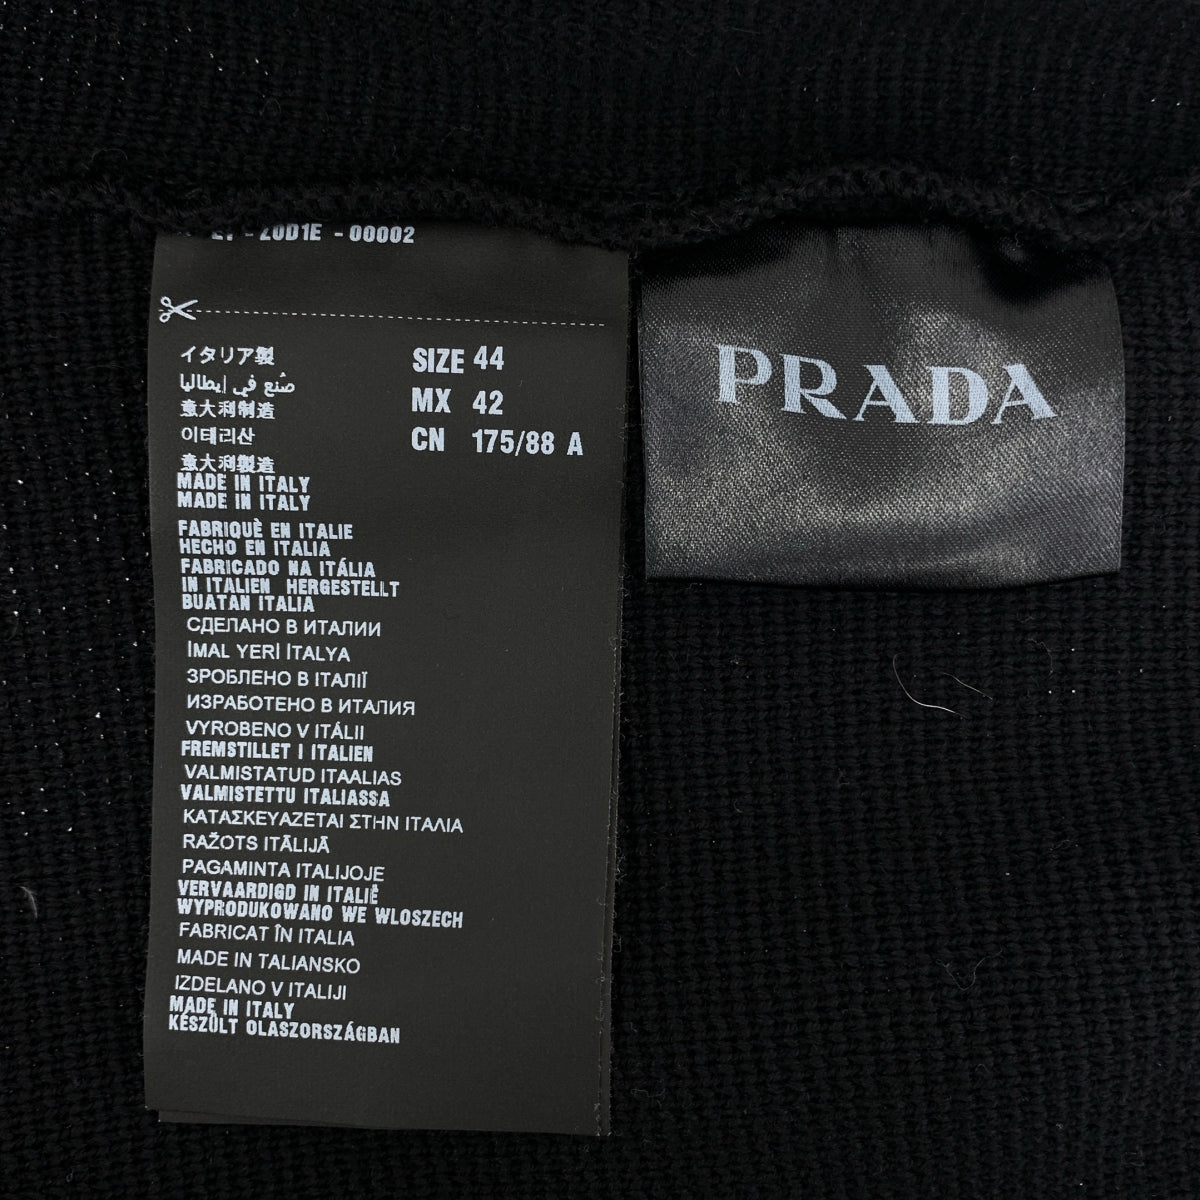 - Z0D1E - 00002
イタリア製
صُنع في إيطاليا
意大利制造
이태리산
意大利製造
MADE IN ITALY
MADE IN ITALY
FABRIQUÈ EN ITALIE
HECHO EN ITALIA
FABRICADO NA ITÁLIA
IN ITALIEN HERGESTELLT
BUATAN ITALIA
СДЕЛАНО В ИТАЛИИ
İMAL YERİ İTALYA
ЗРОБЛЕНО В ІТАЛІЇ
ИЗРАБОТЕНО В ИТАЛИЯ
VYROBENO V ITÁLII
FREMSTILLET I ITALIEN
VALMISTATUD ITAALIAS
VALMISTETTU ITALIASSA
ΚΑΤΑΣΚΕΥΑΖΕΤΑΙ ΣΤΗΝ ΙΤΑΛΙΑ
RAŽOTS ITĀLIJĀ
PAGAMINTA ITALIJOJE
VERVAARDIGD IN ITALIË
WYPRODUKOWANO WE WLOSZECH
FABRICAT ÎN ITALIA
MADE IN TALIANSKO
IZDELANO V ITALIJI
MADE IN ITALY
KÉSZÜLT OLASZORSZÁGBAN
SIZE 44
MX 42
CN 175/88 A
PRADA